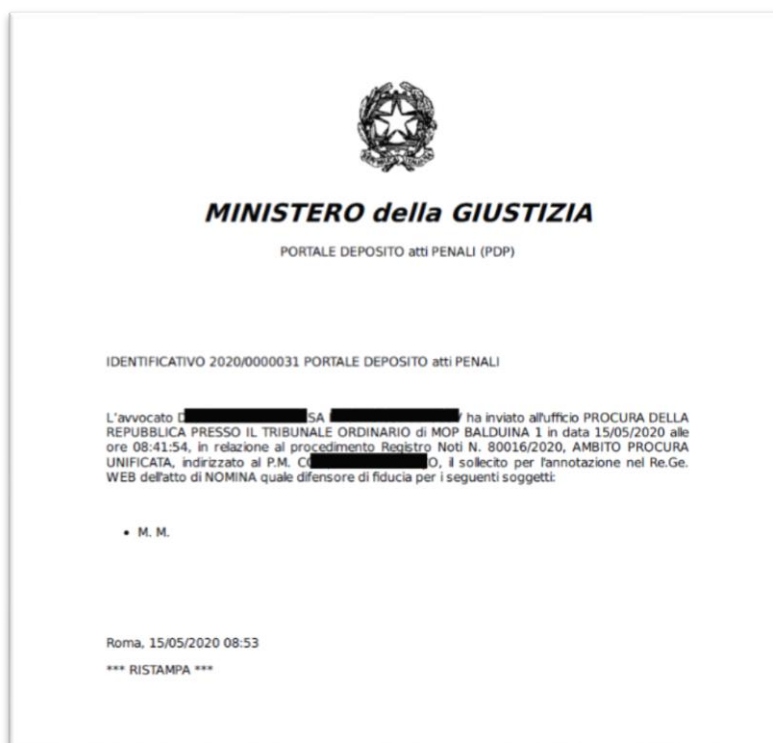 MINISTERO della GIUSTIZIA
PORTALE DEPOSITO atti PENALI (PDP)
IDENTIFICATIVO 2020/0000031 PORTALE DEPOSITO atti PENALI
L'avvocato D SA ha inviato all'ufficio PROCURA DELLA
REPUBBLICA PRESSO IL TRIBUNALE ORDINARIO di MOP BALDUINA 1 in data 15/05/2020 alle
ore 08:41:54, in relazione al procedimento Registro Noti N. 80016/2020, AMBITO PROCURA
UNIFICATA, indirizzato al P.M. C O, il sollecito per l'annotazione nel Re.Ge.
WEB dell'atto di NOMINA quale difensore di fiducia per i seguenti soggetti:
• M. M.
Roma, 15/05/2020 08:53
*** RISTAMPA ***